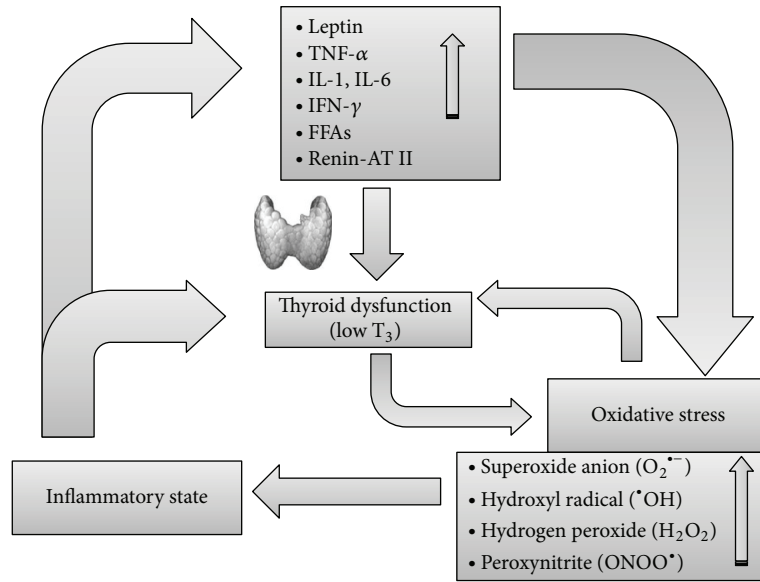 • Leptin
• TNF-α
• IL-1, IL-6
• IFN-γ
• FFAs
• Renin-AT II
Thyroid dysfunction
(low T₃)
Oxidative stress
• Superoxide anion (O₂•⁻)
• Hydroxyl radical (•OH)
• Hydrogen peroxide (H₂O₂)
• Peroxynitrite (ONOO•)
Inflammatory state